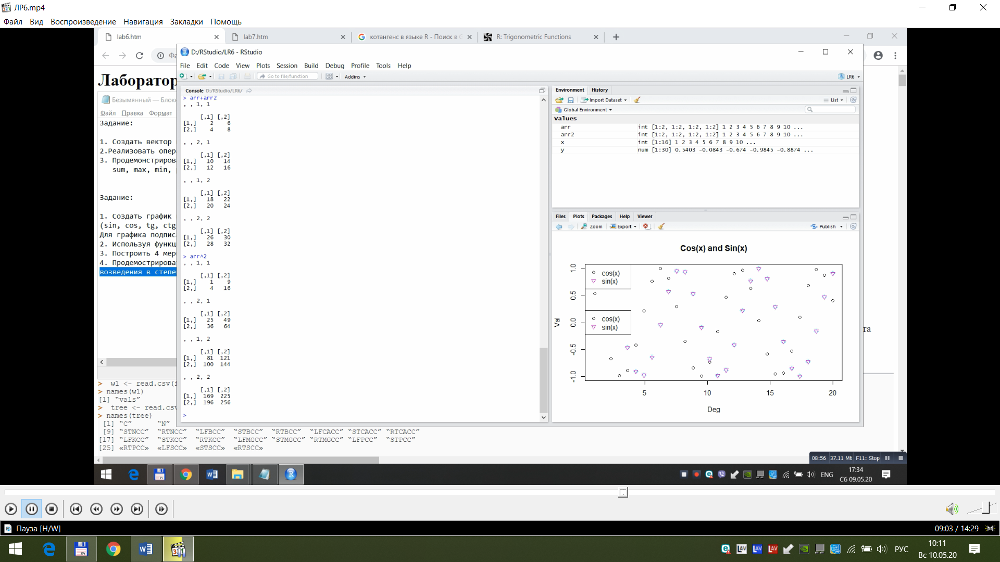 ЛР6.mp4
Файл Вид Воспроизведение Навигация Закладки Помощь
lab6.htm lab7.htm котангенс в языке R - Поиск в R: Trigonometric Functions
D:/RStudio/LR6 - RStudio
File Edit Code View Plots Session Build Debug Profile Tools Help
Go to file/function Addins LR6
Лаборатор
Безымянный — Блокн
Файл Правка Формат
Задание:
1. Создать вектор
2.Реализовать опер
3. Продемонстрирова
sum, max, min,
Задание:
1. Создать график
(sin, cos, tg, ctg
Для графика подпис
2. Используя функц
3. Построить 4 мер
4. Продемострирова
возведения в степе
Console D:/RStudio/LR6/
> arr+arr2
, , 1, 1
[,1] [,2]
[1,] 2 6
[2,] 4 8
, , 2, 1
[,1] [,2]
[1,] 10 14
[2,] 12 16
, , 1, 2
[,1] [,2]
[1,] 18 22
[2,] 20 24
, , 2, 2
[,1] [,2]
[1,] 26 30
[2,] 28 32
> arr^2
, , 1, 1
[,1] [,2]
[1,] 1 9
[2,] 4 16
, , 2, 1
[,1] [,2]
[1,] 25 49
[2,] 36 64
, , 1, 2
[,1] [,2]
[1,] 81 121
[2,] 100 144
, , 2, 2
[,1] [,2]
[1,] 169 225
[2,] 196 256
>
Environment History
Import Dataset List
Global Environment
Values
arr int [1:2, 1:2, 1:2, 1:2] 1 2 3 4 5 6 7 8 9 10 ...
arr2 int [1:2, 1:2, 1:2, 1:2] 1 2 3 4 5 6 7 8 9 10 ...
x int [1:16] 1 2 3 4 5 6 7 8 9 10 ...
y num [1:30] 0.5403 -0.0843 -0.674 -0.9845 -0.8874 ...
Files Plots Packages Help Viewer
Zoom Export Publish
Cos(x) and Sin(x)
cos(x)
sin(x)
cos(x)
sin(x)
1.0
0.5
0.0
-0.5
-1.0
Val
5 10 15 20
Deg
та
> w1 <- read.csv(f
> names(w1)
[1] “vals”
> tree <- read.csv
> names(tree)
[1] “C” “N”
[9] “STNCC” “RTNCC” “LFBCC” “STBCC” “RTBCC” “LFCACC” “STCACC” “RTCACC”
[17] “LFKCC” “STKCC” “RTKCC” “LFMGCC” “STMGCC” “RTMGCC” “LFPCC” “STPCC”
[25] «RTPCC» «LFSCC» «STSCC» «RTSCC»
08:56 37.11 Мб F11: Stop
ENG 17:34
Сб 09.05.20
Пауза [H/W] 09:03 / 14:29
РУС 10:11
Вс 10.05.20